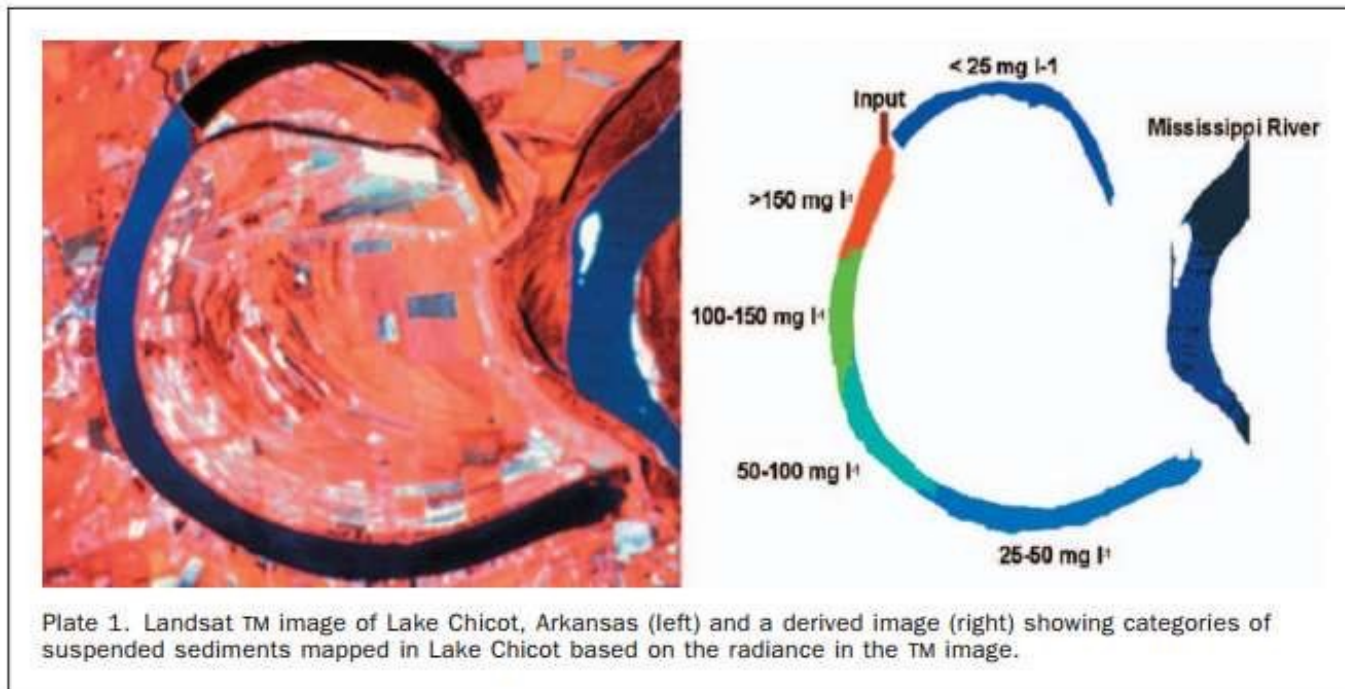 < 25 mg l-1
Input
Mississippi River
>150 mg l-1
100-150 mg l-1
50-100 mg l-1
25-50 mg l-1
Plate 1. Landsat TM image of Lake Chicot, Arkansas (left) and a derived image (right) showing categories of
suspended sediments mapped in Lake Chicot based on the radiance in the TM image.